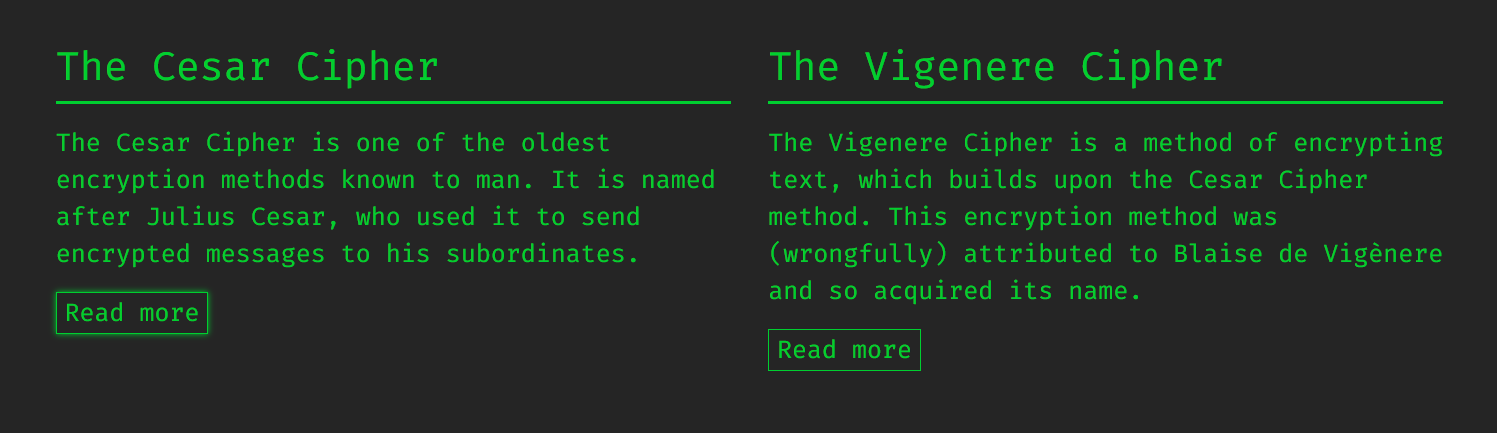 The Cesar Cipher
The Cesar Cipher is one of the oldest
encryption methods known to man. It is named
after Julius Cesar, who used it to send
encrypted messages to his subordinates.
Read more
The Vigenere Cipher
The Vigenere Cipher is a method of encrypting
text, which builds upon the Cesar Cipher
method. This encryption method was
(wrongfully) attributed to Blaise de Vigènere
and so acquired its name.
Read more